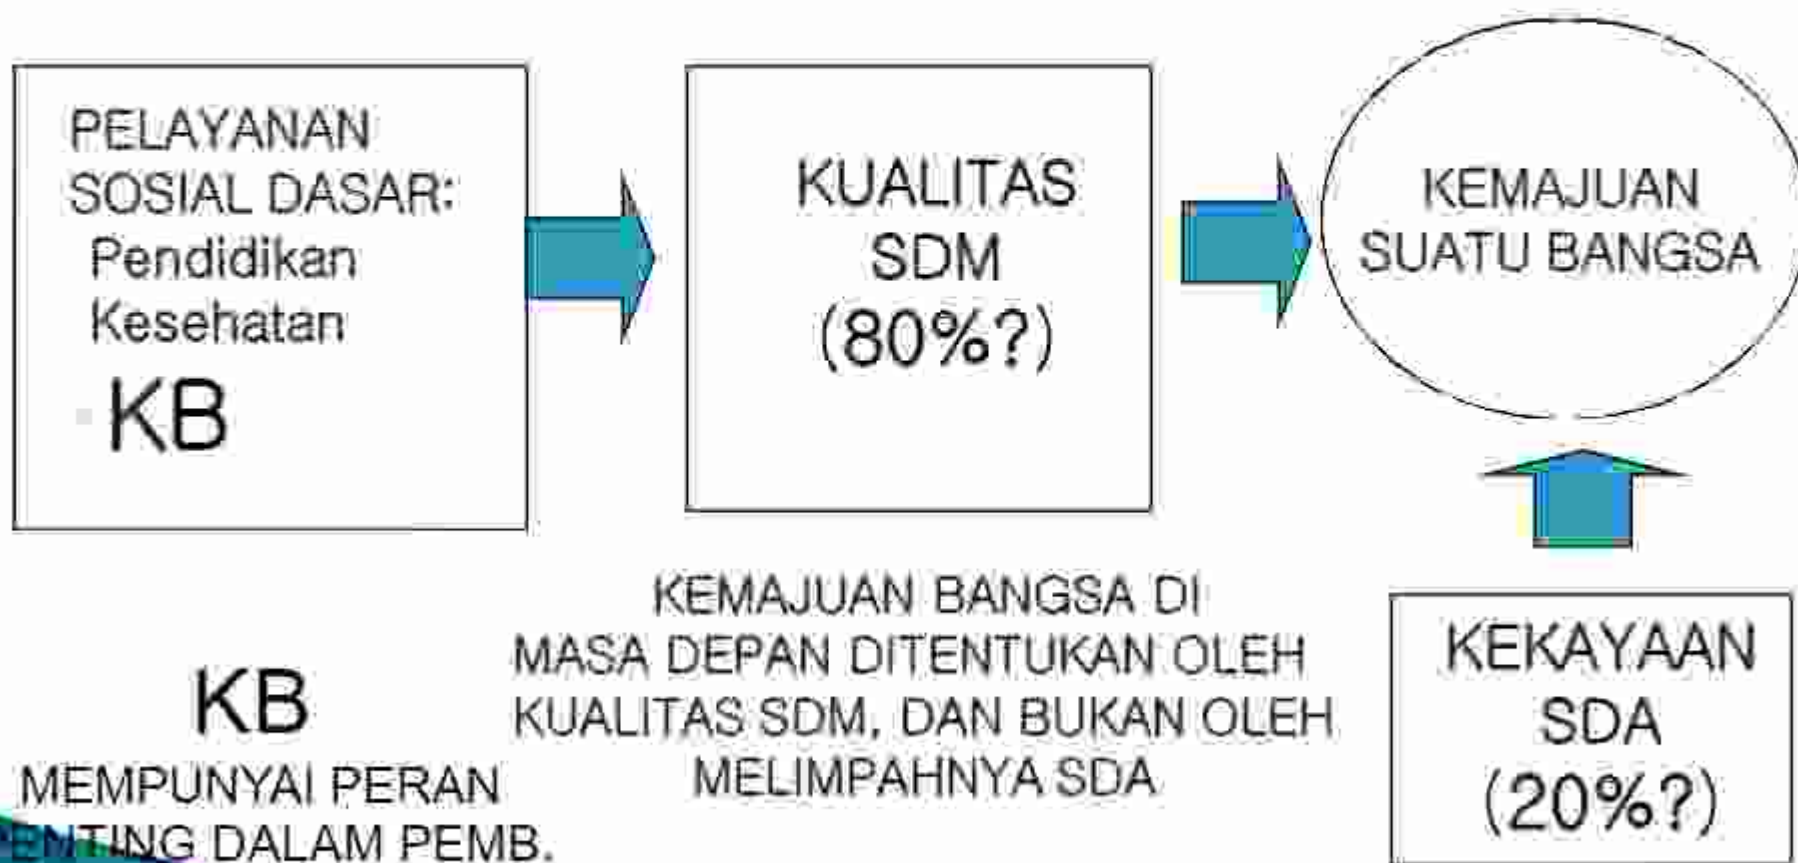 PELAYANAN
SOSIAL DASAR:
Pendidikan
Kesehatan
KB
KUALITAS
SDM
(80%?)
KEMAJUAN
SUATU BANGSA
KEMAJUAN BANGSA DI
MASA DEPAN DITENTUKAN OLEH
KUALITAS SDM, DAN BUKAN OLEH
MELIMPAHNYA SDA
KEKAYAAN
SDA
(20%?)
KB
MEMPUNYAI PERAN
PENTING DALAM PEMB.